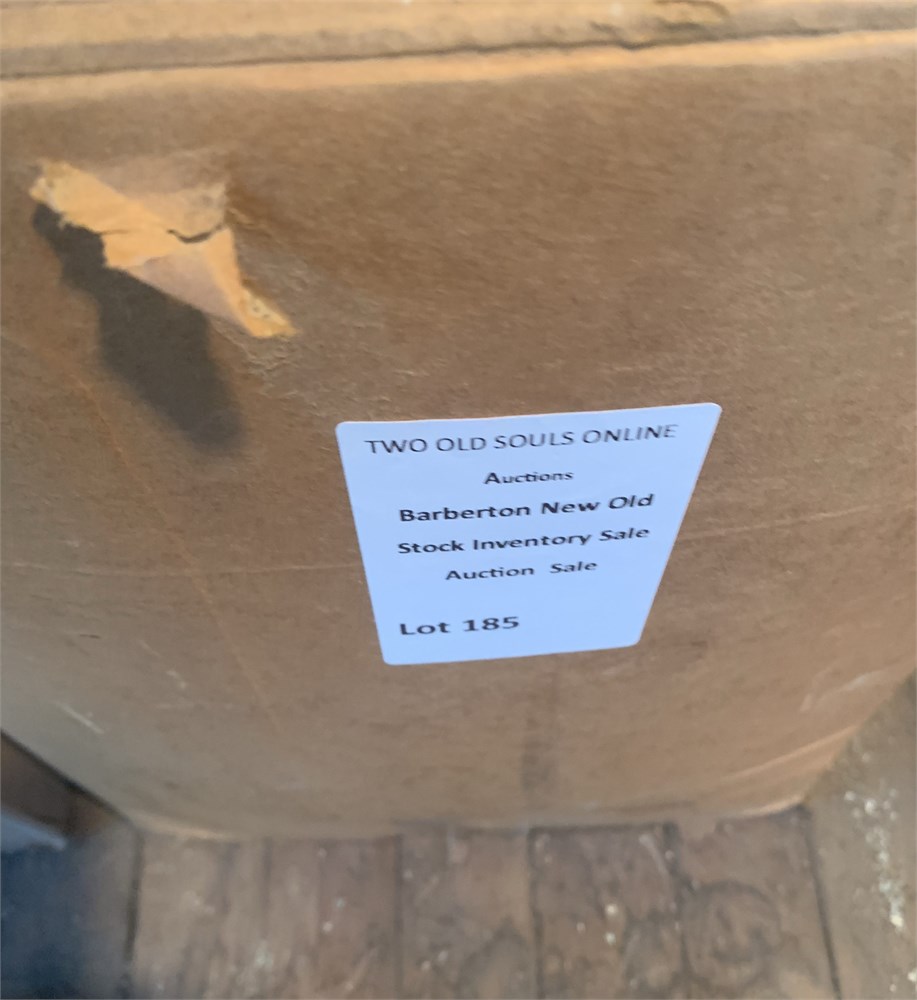 TWO OLD SOULS ONLINE
Auctions
Barberton New Old
Stock Inventory Sale
Auction Sale
Lot 185